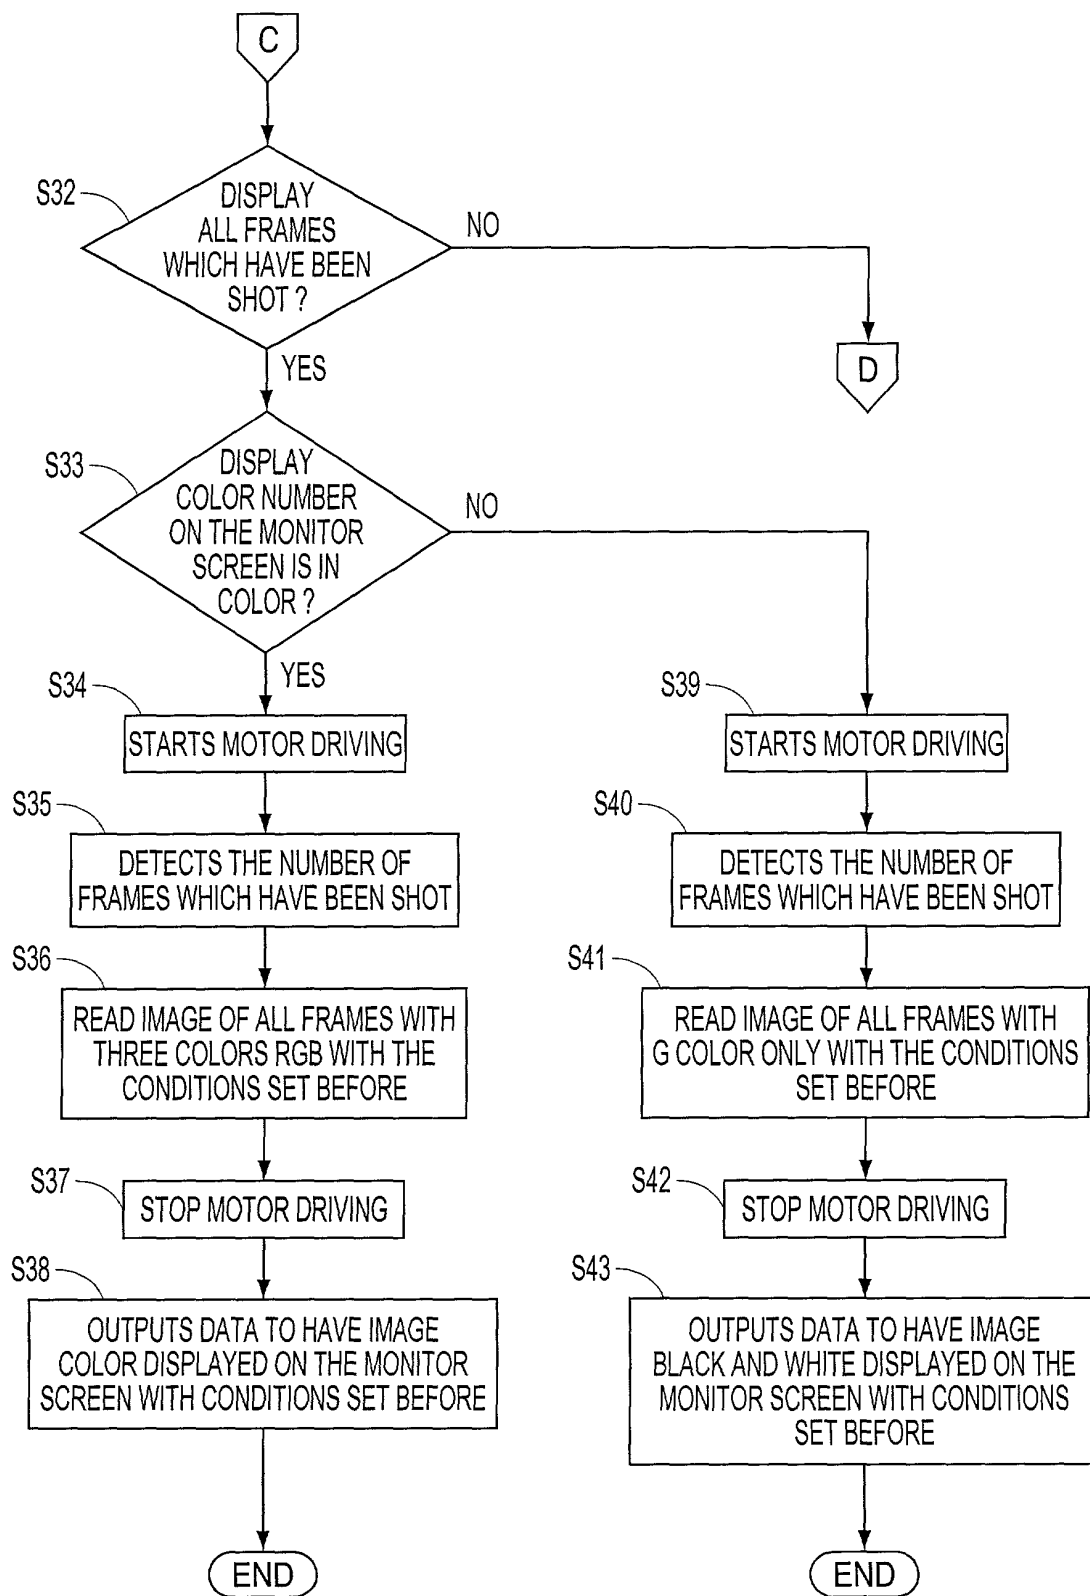 C
S32
DISPLAY
ALL FRAMES
WHICH HAVE BEEN
SHOT ?
NO
YES
D
S33
DISPLAY
COLOR NUMBER
ON THE MONITOR
SCREEN IS IN
COLOR ?
NO
YES
S34
STARTS MOTOR DRIVING
S35
DETECTS THE NUMBER OF
FRAMES WHICH HAVE BEEN SHOT
S36
READ IMAGE OF ALL FRAMES WITH
THREE COLORS RGB WITH THE
CONDITIONS SET BEFORE
S37
STOP MOTOR DRIVING
S38
OUTPUTS DATA TO HAVE IMAGE
COLOR DISPLAYED ON THE MONITOR
SCREEN WITH CONDITIONS SET BEFORE
END
S39
STARTS MOTOR DRIVING
S40
DETECTS THE NUMBER OF
FRAMES WHICH HAVE BEEN SHOT
S41
READ IMAGE OF ALL FRAMES WITH
G COLOR ONLY WITH THE CONDITIONS
SET BEFORE
S42
STOP MOTOR DRIVING
S43
OUTPUTS DATA TO HAVE IMAGE
BLACK AND WHITE DISPLAYED ON THE
MONITOR SCREEN WITH CONDITIONS
SET BEFORE
END